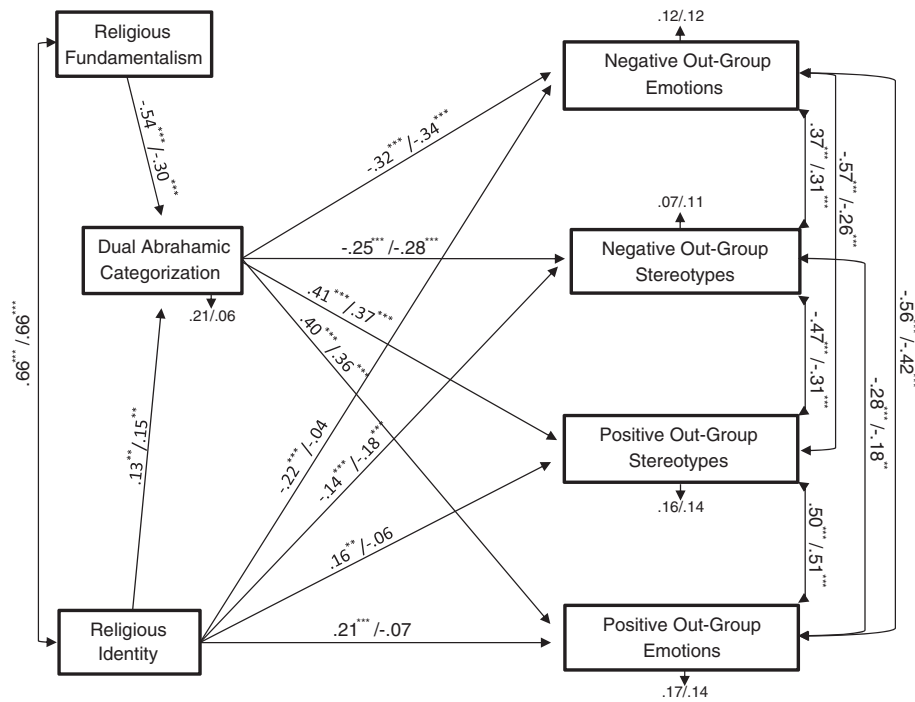 .12/.12
Religious
Fundamentalism
Negative Out-Group
Emotions
-.54*** /-.30***
-.32*** /-.34***
.37*** /.31***
-.57*** /-.26***
.07/.11
Dual Abrahamic
Categorization
Negative Out-Group
Stereotypes
-.25*** /-.28***
.21/.06
.41*** /.37***
.40*** /.36***
.66*** /.66***
-.47*** /-.31***
-.56*** /-.42***
-.28** /-.18**
.13** /.15**
-.22*** /-.04
-.14*** /-.18**
Positive Out-Group
Stereotypes
.16/.14
.16** /-.06
.50*** /.51***
Religious
Identity
.21*** /-.07
Positive Out-Group
Emotions
.17/.14